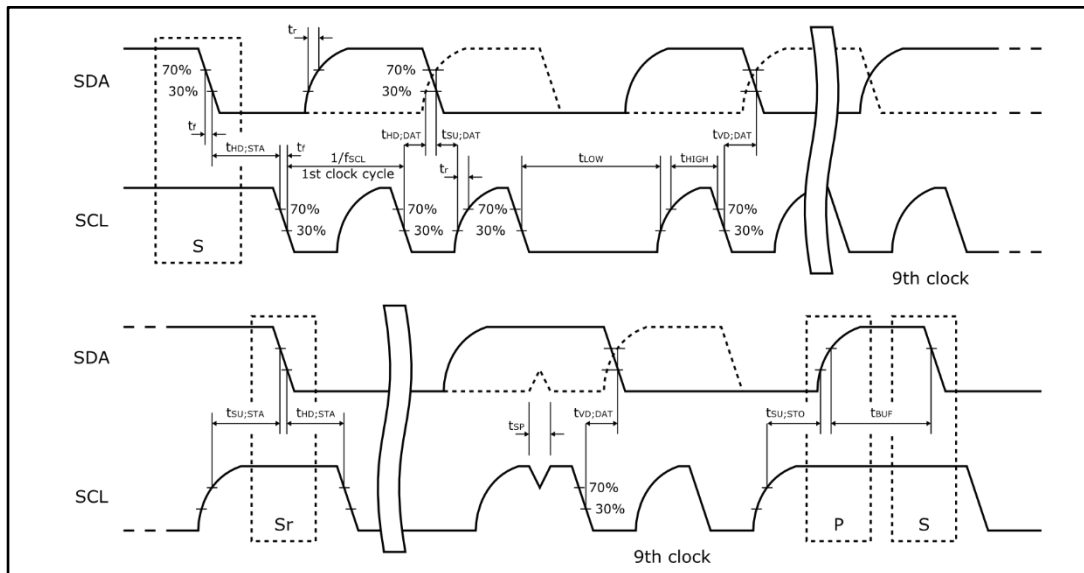 tr
SDA
70%
30%
70%
30%
tf
tHD;STA
tf
1/fSCL
1st clock cycle
tHD;DAT
tSU;DAT
tr
tLOW
tHIGH
tVD;DAT
SCL
70%
30%
70%
30%
70%
30%
70%
30%
S
9th clock
SDA
tSU;STA
tHD;STA
tSP
tVD;DAT
tSU;STO
tBUF
SCL
70%
30%
Sr
P
S
9th clock